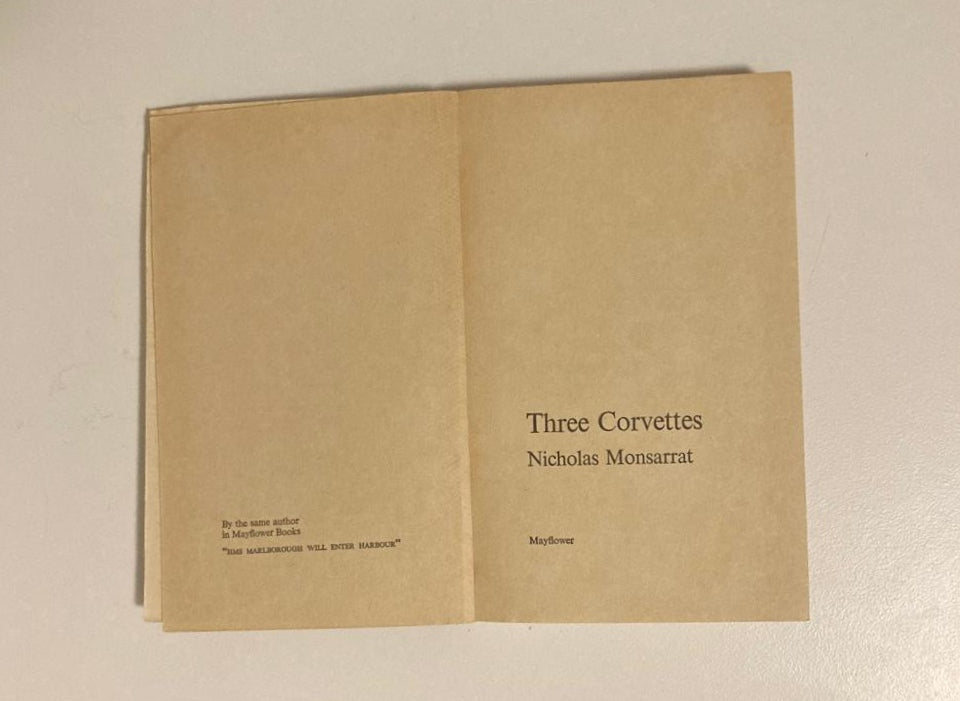 By the same author
in Mayflower Books
"HMS MARLBOROUGH WILL ENTER HARBOUR"
Three Corvettes
Nicholas Monsarrat
Mayflower